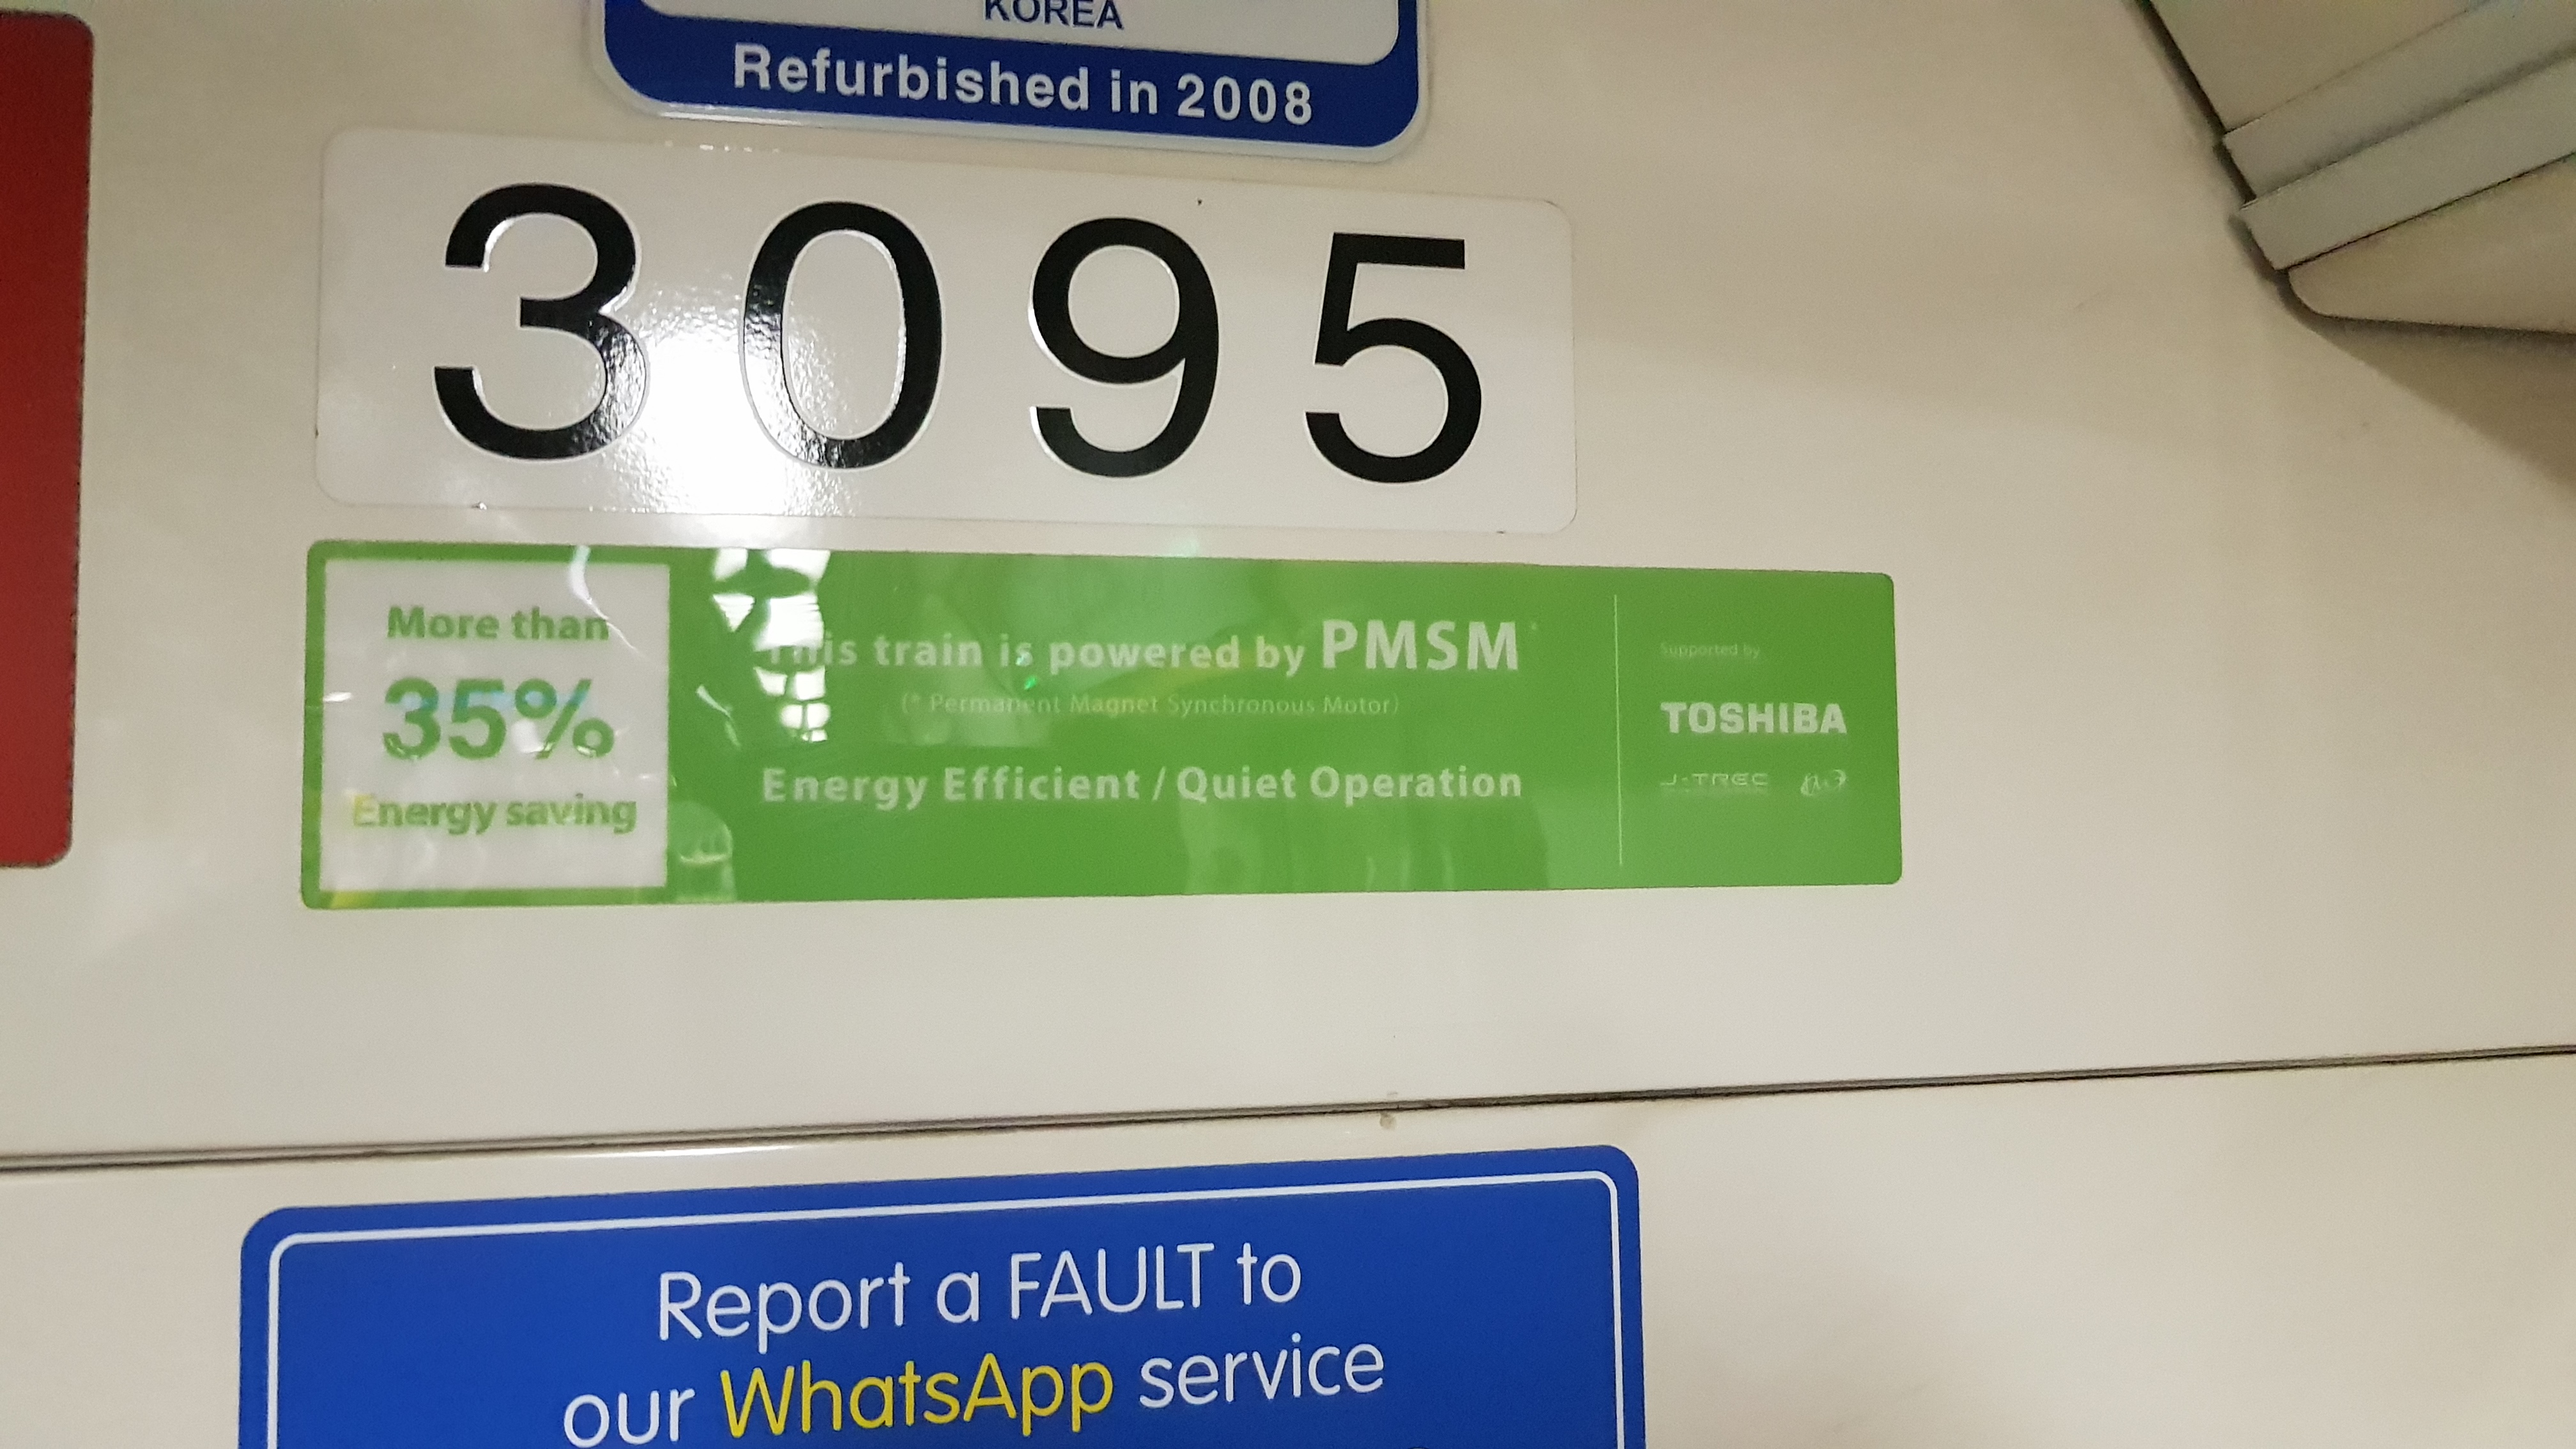 KOREA
Refurbished in 2008
3095
More than
35%
Energy saving
This train is powered by PMSM*
(* Permanent Magnet Synchronous Motor)
Energy Efficient / Quiet Operation
Supported by
TOSHIBA
J-TREC
Report a FAULT to
our WhatsApp service